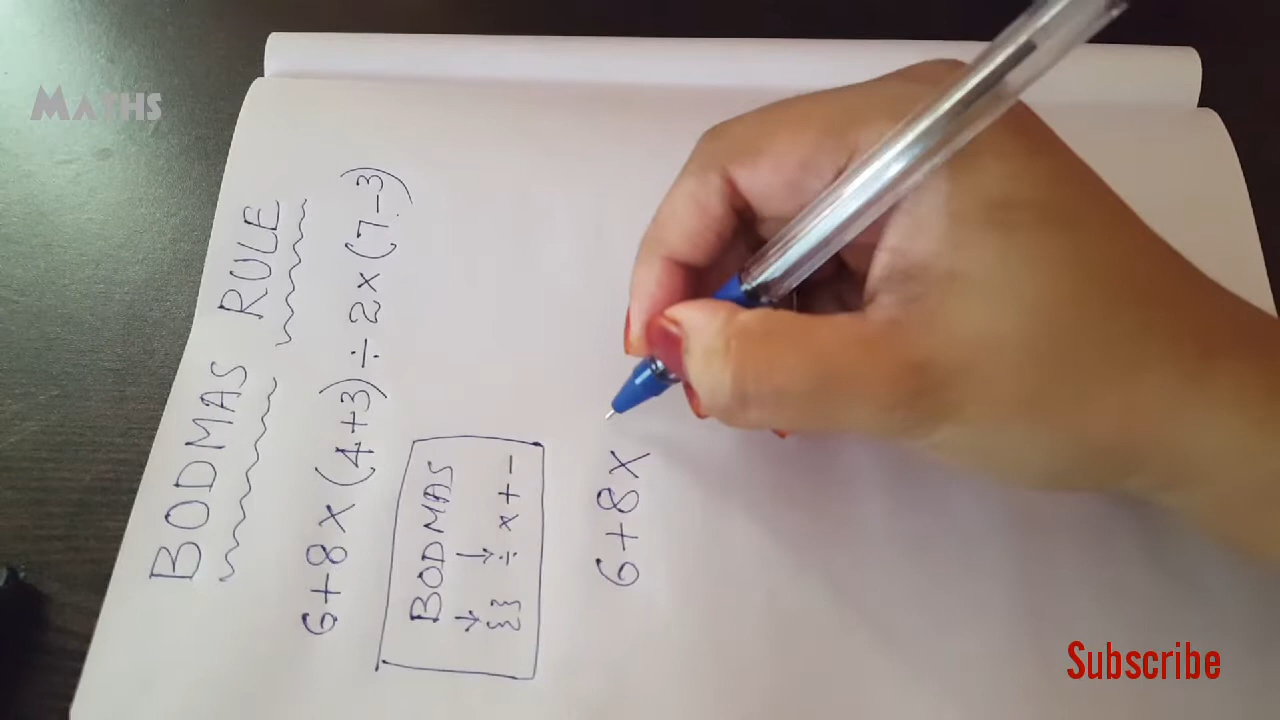 MATHS
BODMAS RULE
6+8×(4+3)÷2×(7-3)
BODMAS
↓ ↓
{} ÷ × + -
6+8×
Subscribe